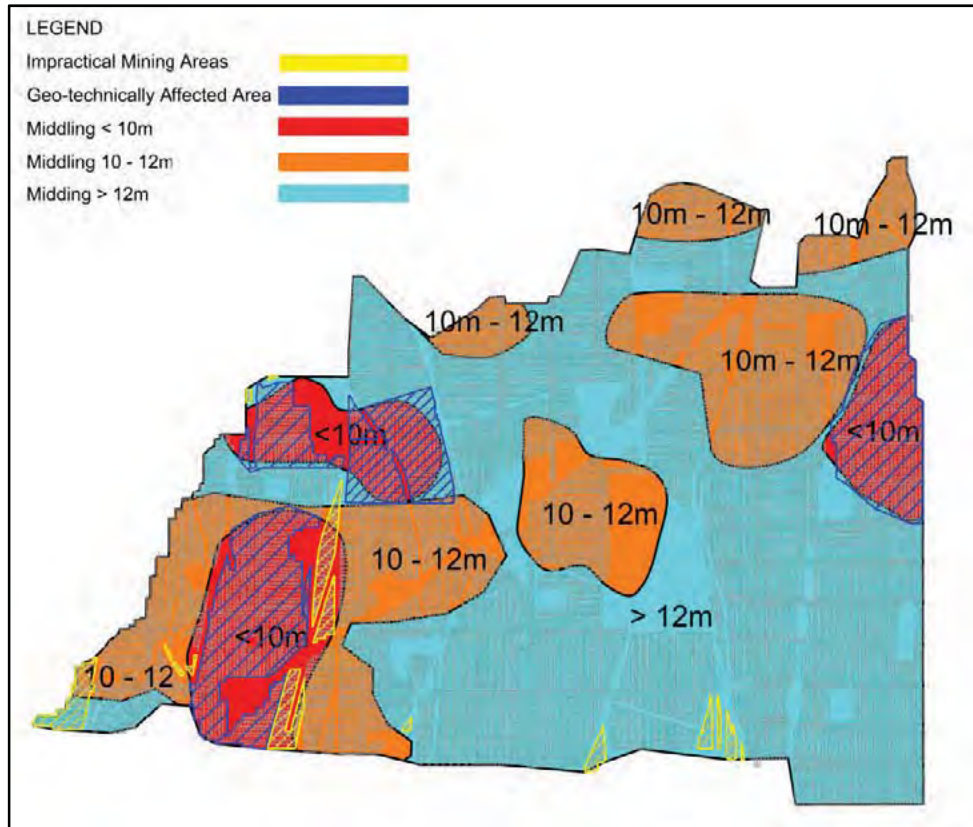 LEGEND
Impractical Mining Areas
Geo-technically Affected Area
Middling < 10m
Middling 10 - 12m
Midding > 12m
10m - 12m
10m - 12m
10m - 12m
10m - 12m
<10m
<10m
10 - 12m
10 - 12m
> 12m
<10m
10 - 12